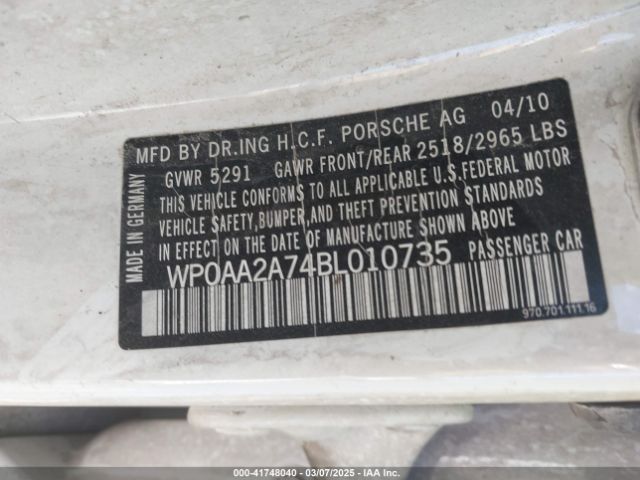 MFD BY DR.ING H.C.F. PORSCHE AG 04/10
GVWR 5291 GAWR FRONT/REAR 2518/2965 LBS
THIS VEHICLE CONFORMS TO ALL APPLICABLE U.S.FEDERAL MOTOR
VEHICLE SAFETY,BUMPER,AND THEFT PREVENTION STANDARDS
IN EFFECT ON THE DATE OF MANUFACTURE SHOWN ABOVE
WP0AA2A74BL010735 PASSENGER CAR
MADE IN GERMANY
970.701.111.16
000-41748040 | 03/07/2025 | IAA Inc.